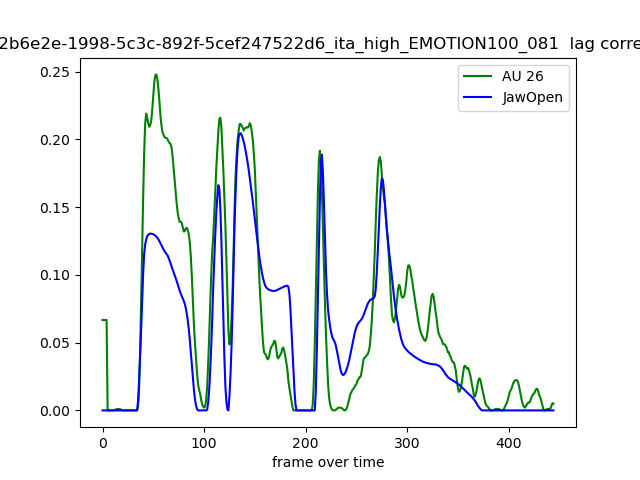 2b6e2e-1998-5c3c-892f-5cef247522d6_ita_high_EMOTION100_081 lag corre
AU 26
JawOpen
0.25
0.20
0.15
0.10
0.05
0.00
0 100 200 300 400
frame over time